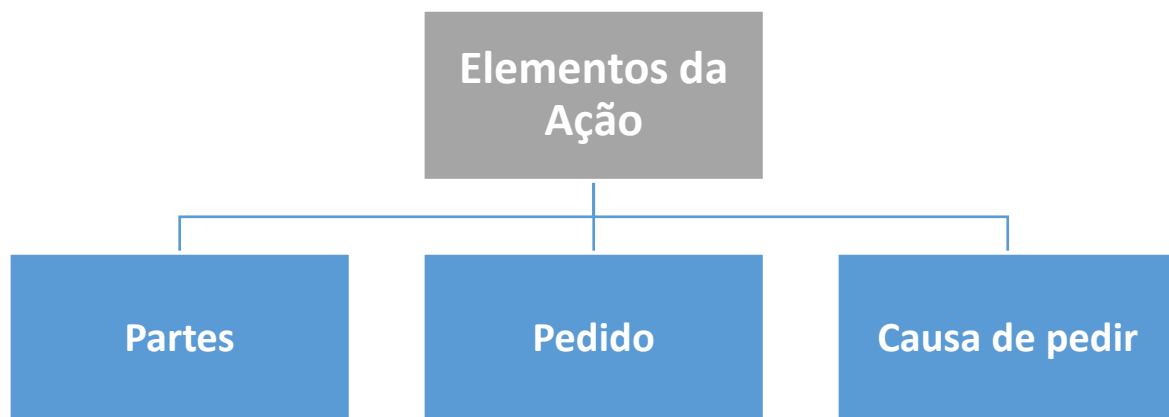 Elementos da
Ação
Partes
Pedido
Causa de pedir